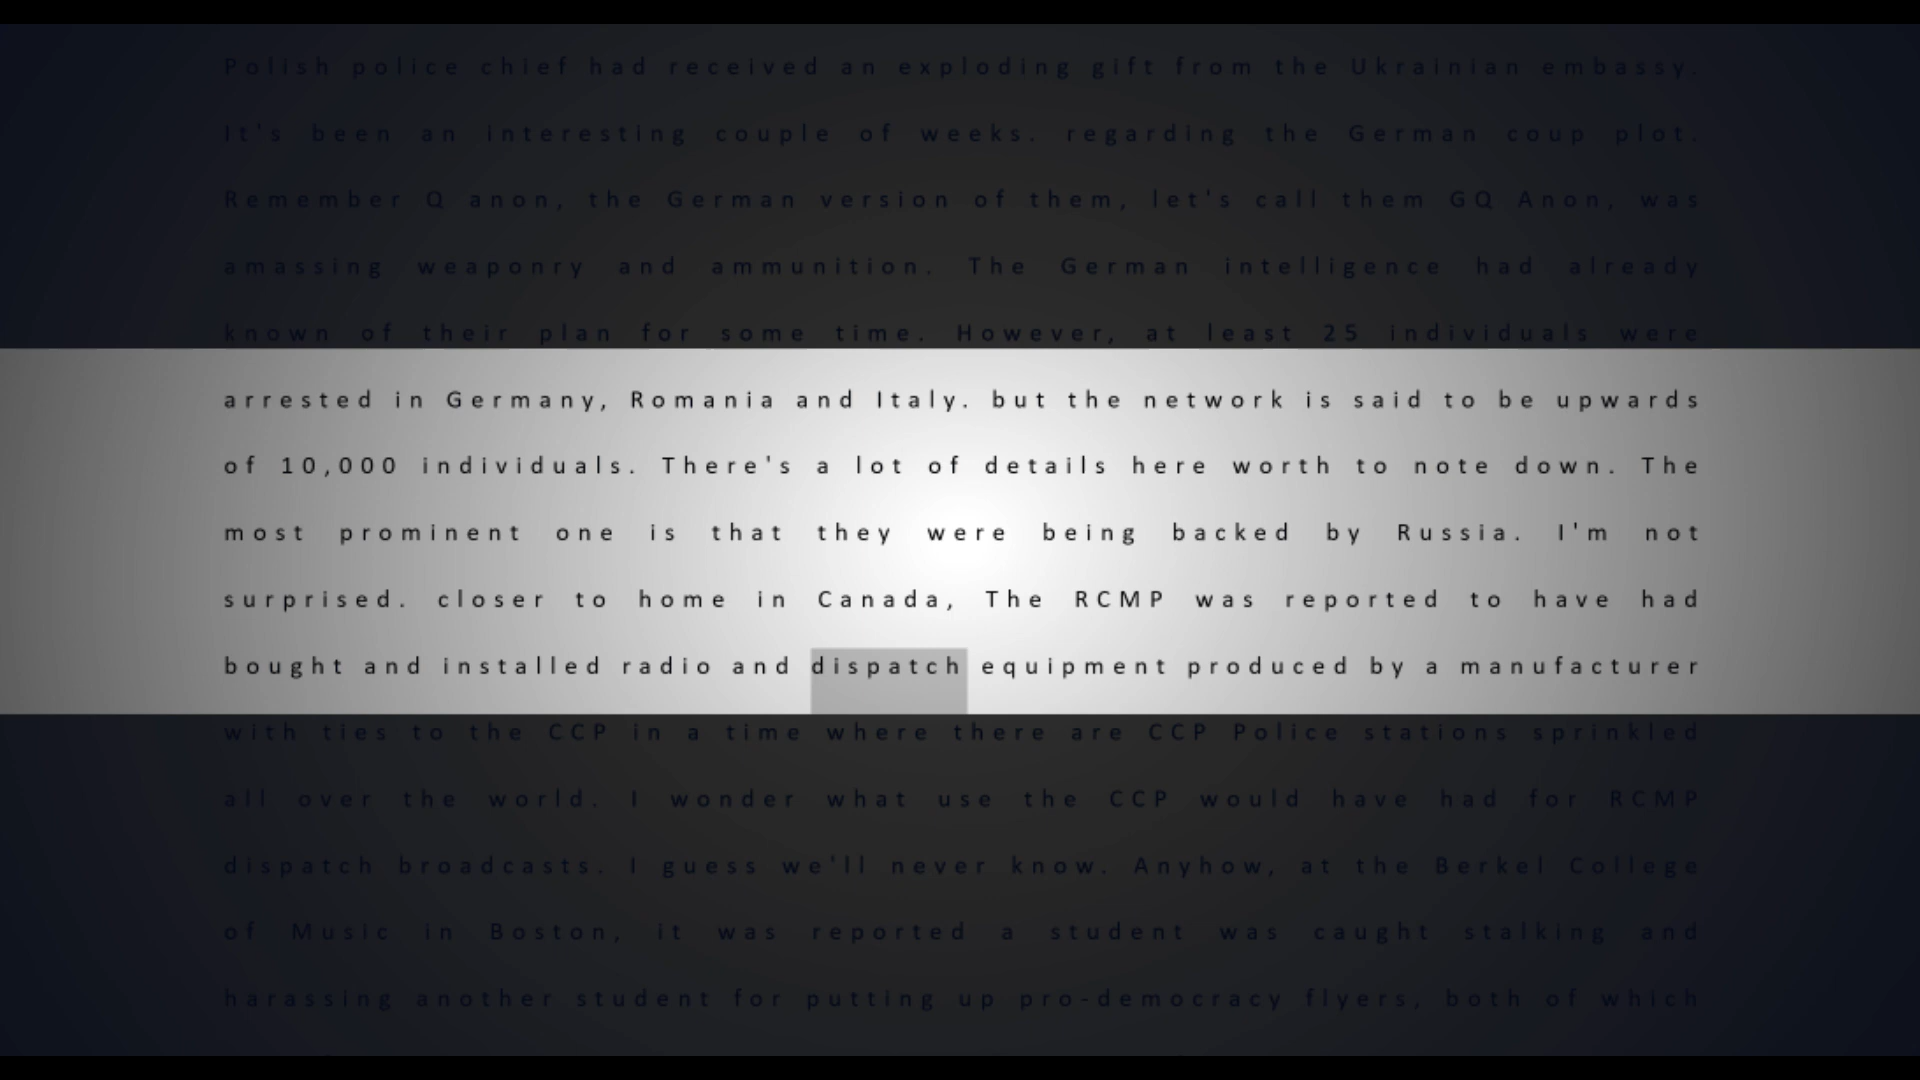 Polish police chief had received an exploding gift from the Ukrainian embassy.
It's been an interesting couple of weeks. regarding the German coup plot.
Remember Q anon, the German version of them, let's call them GQ Anon, was
amassing weaponry and ammunition. The German intelligence had already
known of their plan for some time. However, at least 25 individuals were
arrested in Germany, Romania and Italy. but the network is said to be upwards
of 10,000 individuals. There's a lot of details here worth to note down. The
most prominent one is that they were being backed by Russia. I'm not
surprised. closer to home in Canada, The RCMP was reported to have had
bought and installed radio and dispatch equipment produced by a manufacturer
with ties to the CCP in a time where there are CCP Police stations sprinkled
all over the world. I wonder what use the CCP would have had for RCMP
dispatch broadcasts. I guess we'll never know. Anyhow, at the Berkel College
of Music in Boston, it was reported a student was caught stalking and
harassing another student for putting up pro-democracy flyers, both of which